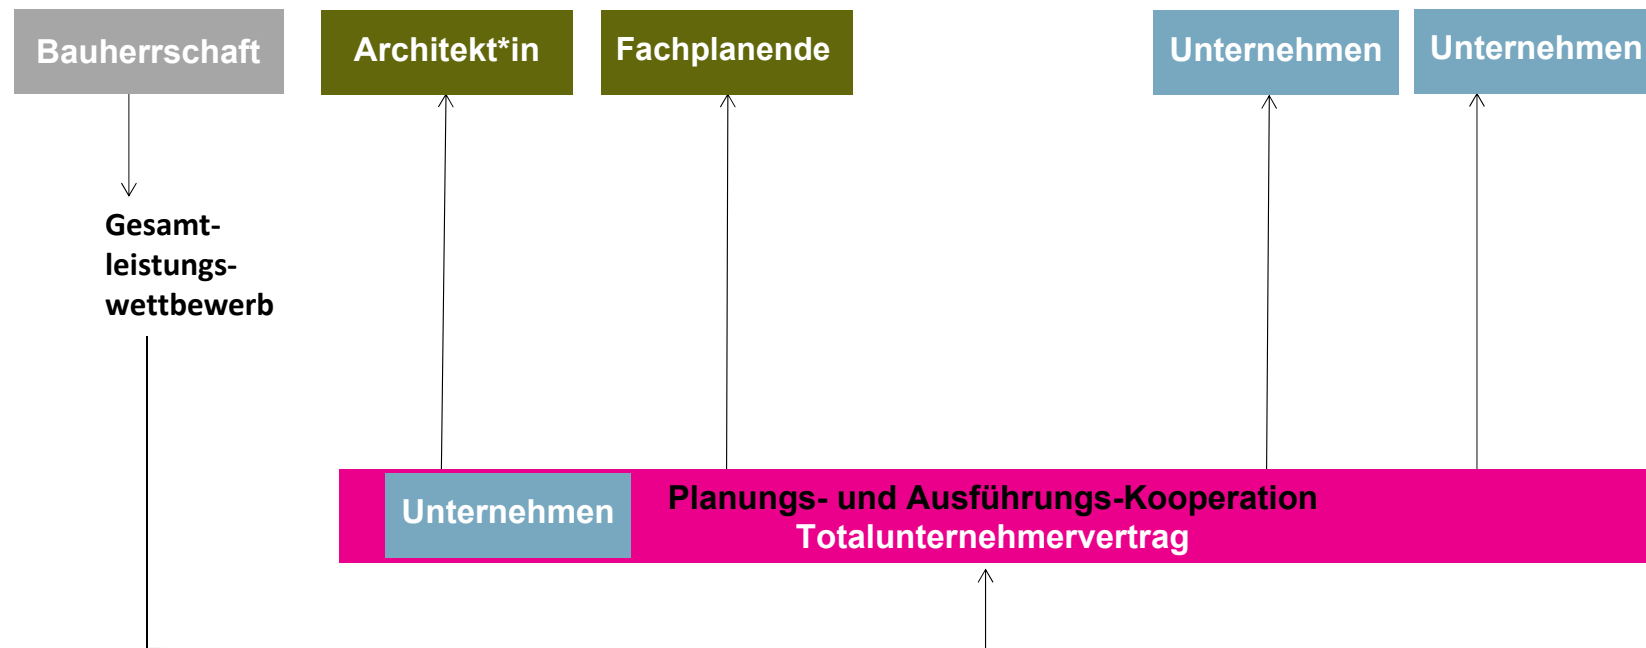 Bauherrschaft
Architekt*in
Fachplanende
Unternehmen
Unternehmen
Gesamt-
leistungs-
wettbewerb
Unternehmen
Planungs- und Ausführungs-Kooperation
Totalunternehmervertrag